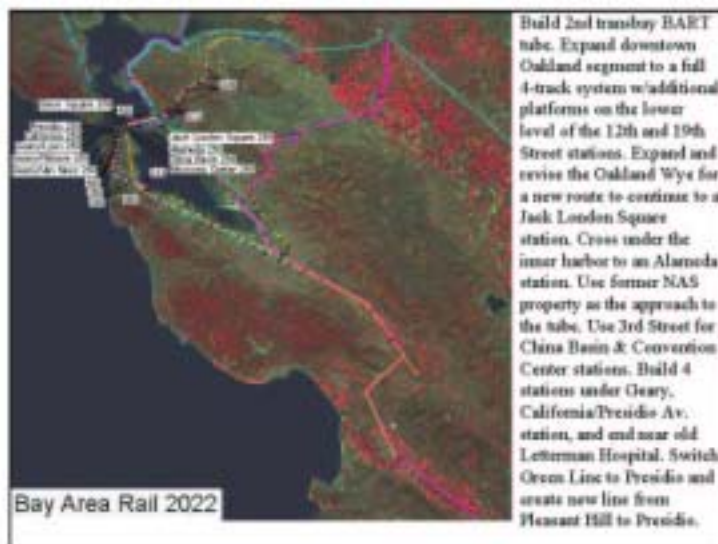 Build 2nd transbay BART
tube. Expand downtown
Oakland segment to a full
4-track system w/additional
platforms on the lower
level of the 12th and 19th
Street stations. Expand and
revise the Oakland Wye for
a new route to continue to a
Jack London Square
station. Cross under the
inner harbor to an Alameda
station. Use former NAS
property as the approach to
the tube. Use 3rd Street for
China Basin & Convention
Center stations. Build 4
stations under Geary,
California/Presidio Av.
station, and end near old
Letterman Hospital. Switch
Green Line to Presidio and
create new line from
Pleasant Hill to Presidio.
Bay Area Rail 2022